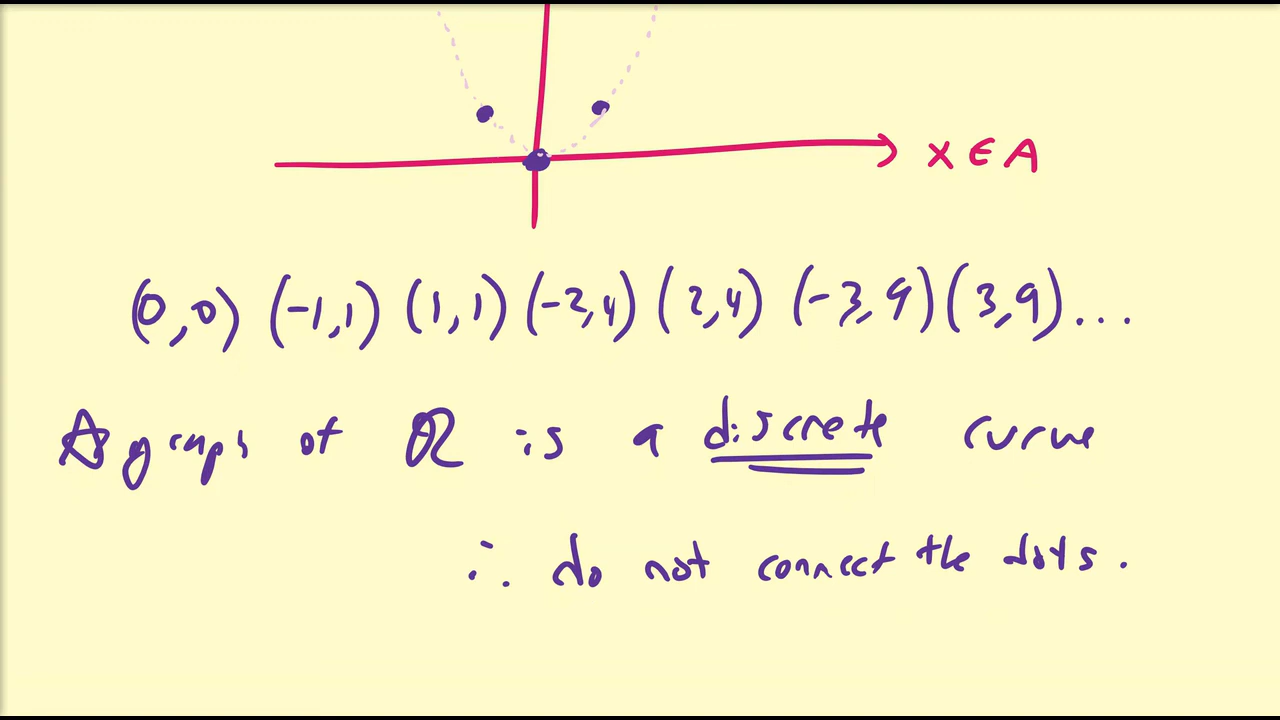 x ∈ A
(0,0) (-1,1) (1,1) (-2,4) (2,4) (-3,9) (3,9)...
A graph of R is a discrete curve
∴ do not connect the dots.